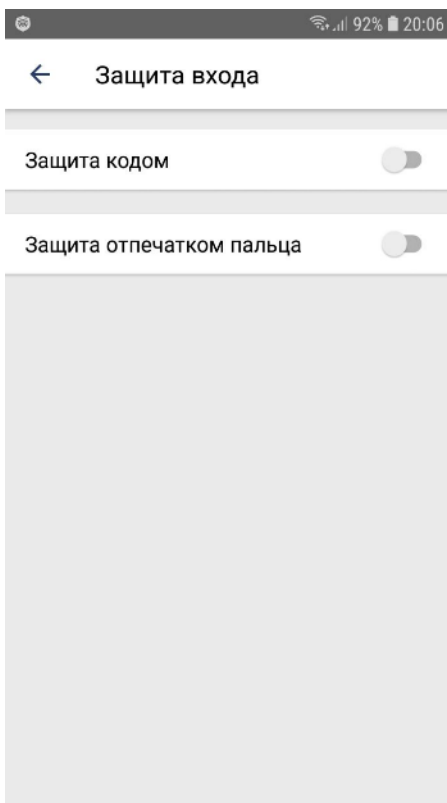 92% 20:06
Защита входа
Защита кодом
Защита отпечатком пальца